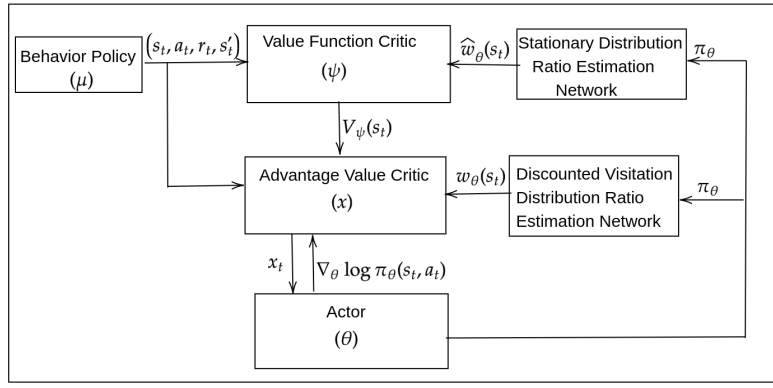 Behavior Policy
(μ)
(s_t, a_t, r_t, s'_t)
Value Function Critic
(ψ)
ŵ_θ(s_t)
Stationary Distribution
Ratio Estimation
Network
π_θ
V_ψ(s_t)
Advantage Value Critic
(x)
w_θ(s_t)
Discounted Visitation
Distribution Ratio
Estimation Network
π_θ
x_t
∇_θ log π_θ(s_t, a_t)
Actor
(θ)